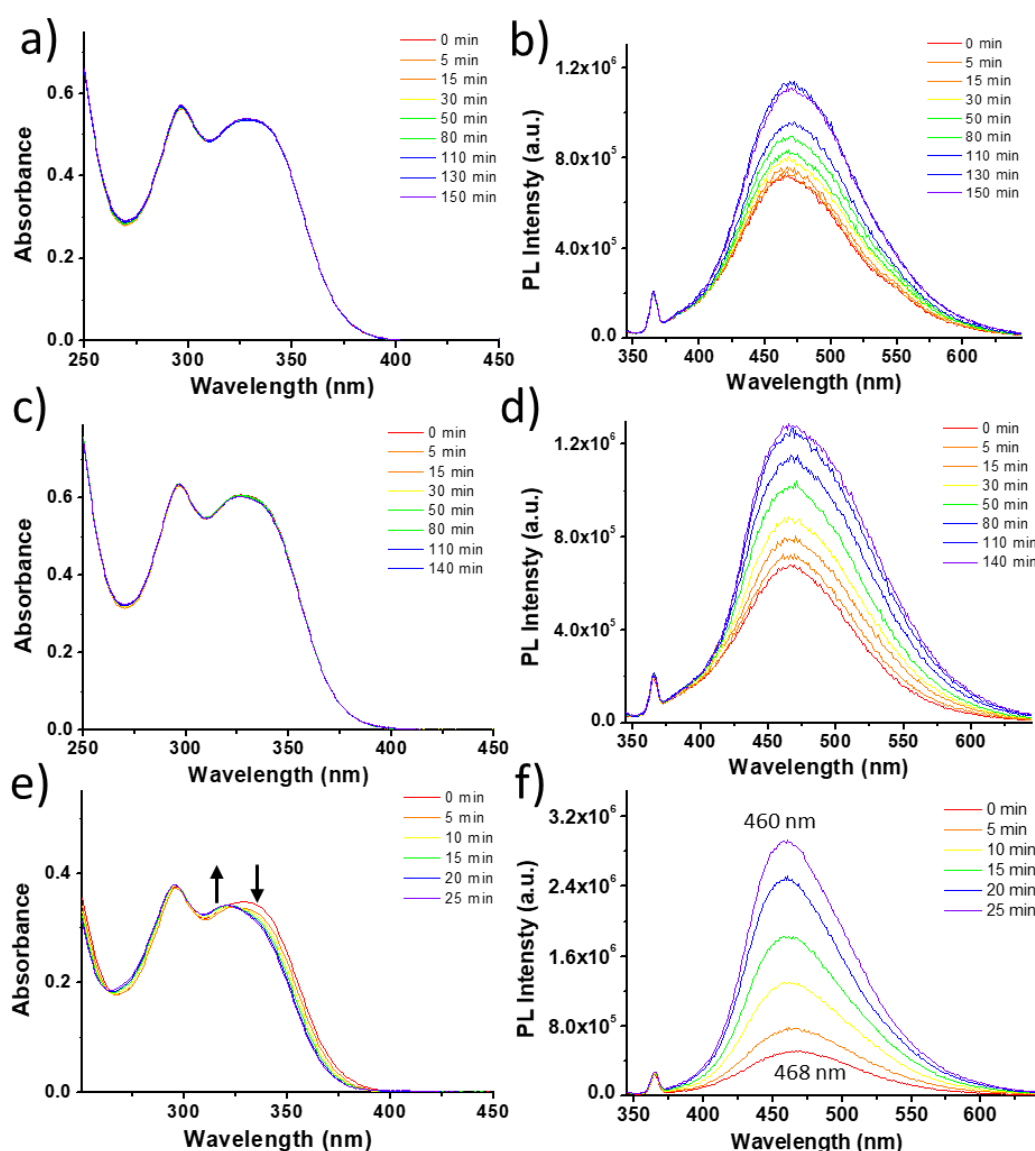 a)
0 min
5 min
15 min
30 min
50 min
80 min
110 min
130 min
150 min
0.6
0.4
0.2
0.0
250 300 350 400 450
Absorbance
Wavelength (nm)
b)
0 min
5 min
15 min
30 min
50 min
80 min
110 min
130 min
150 min
1.2x10⁶
8.0x10⁵
4.0x10⁵
0.0
350 400 450 500 550 600
PL Intensty (a.u.)
Wavelength (nm)
c)
0 min
5 min
15 min
30 min
50 min
80 min
110 min
140 min
0.6
0.4
0.2
0.0
250 300 350 400 450
Absorbance
Wavelength (nm)
d)
0 min
5 min
15 min
30 min
50 min
80 min
110 min
140 min
1.2x10⁶
8.0x10⁵
4.0x10⁵
0.0
350 400 450 500 550 600
PL Intensty (a.u.)
Wavelength (nm)
e)
0 min
5 min
10 min
15 min
20 min
25 min
0.4
0.2
0.0
300 350 400 450
Absorbance
Wavelength (nm)
f)
0 min
5 min
10 min
15 min
20 min
25 min
460 nm
468 nm
3.2x10⁶
2.4x10⁶
1.6x10⁶
8.0x10⁵
0.0
350 400 450 500 550 600
PL Intensty (a.u.)
Wavelength (nm)